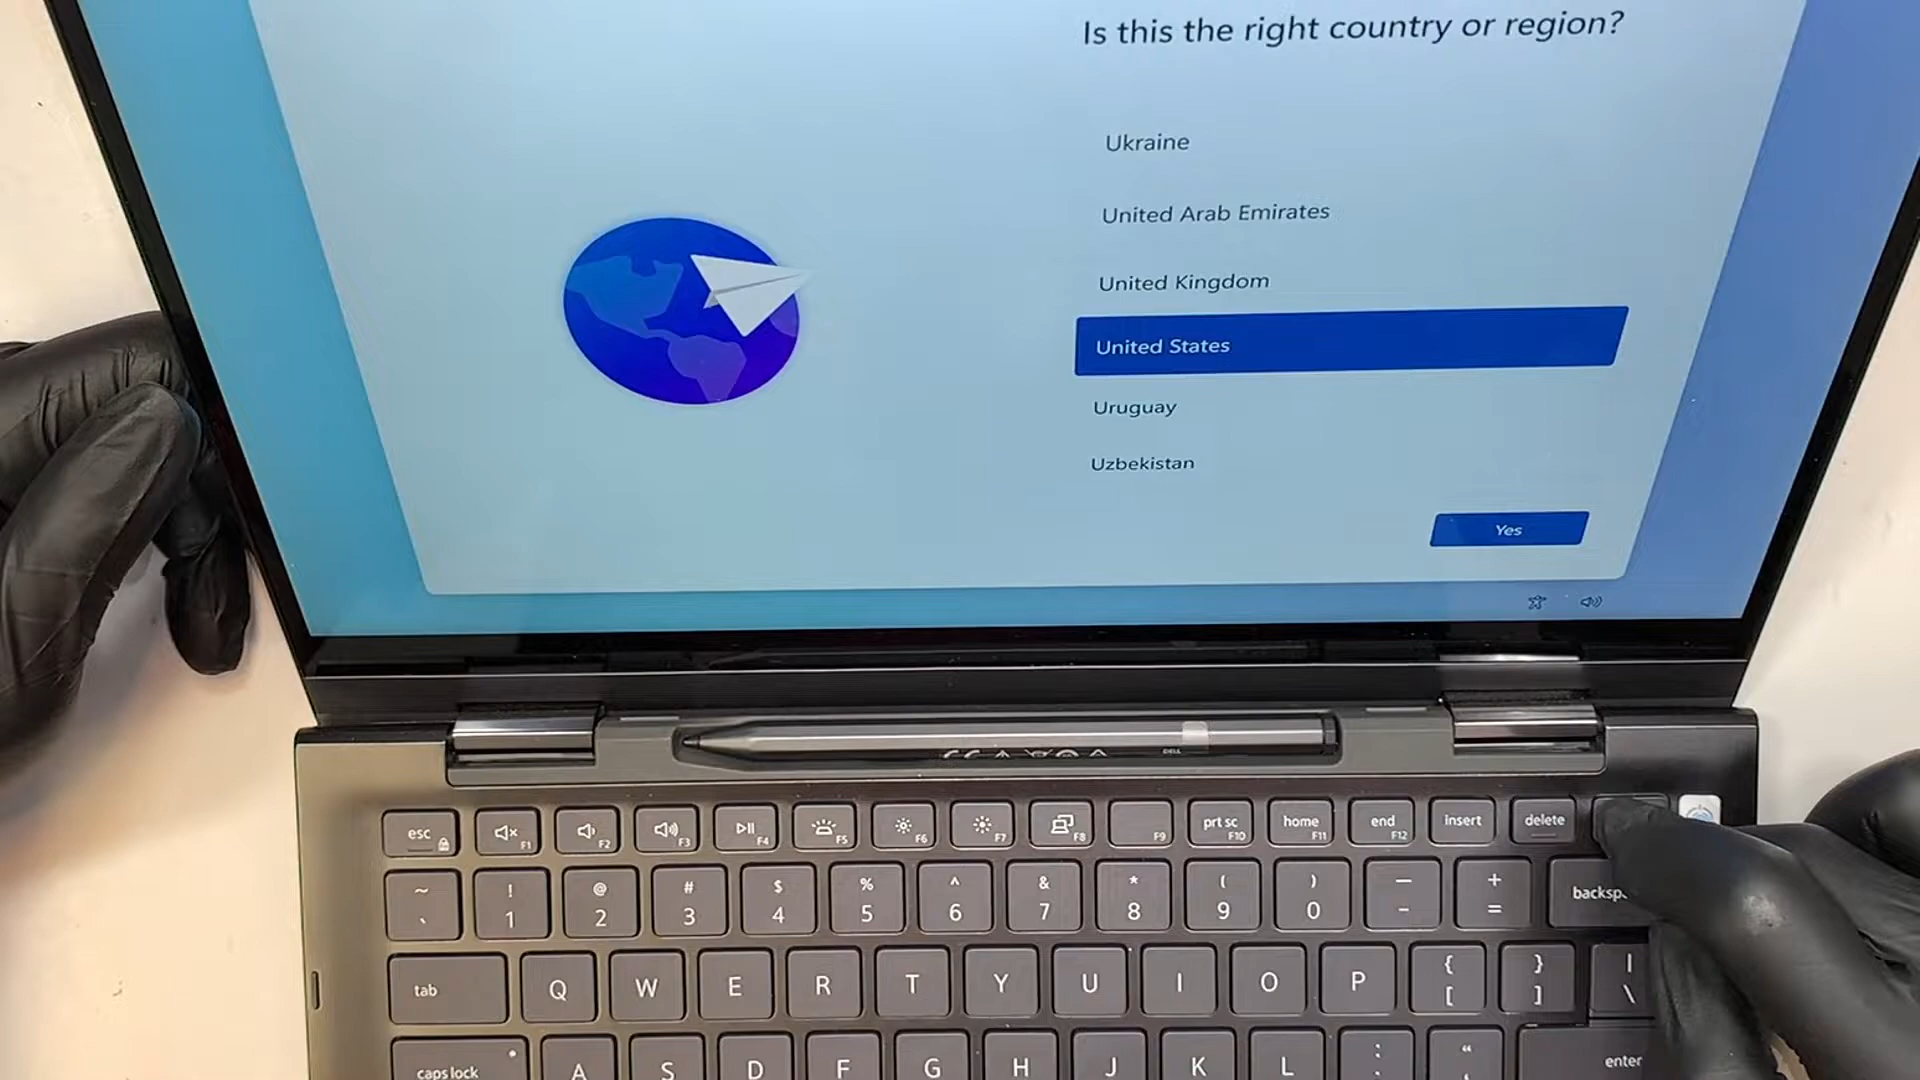 Is this the right country or region?
Ukraine
United Arab Emirates
United Kingdom
United States
Uruguay
Uzbekistan
Yes
DELL
esc F1 F2 F3 F4 F5 F6 F7 F8 F9 prt sc F10 home F11 end F12 insert delete
~ ` ! 1 @ 2 # 3 $ 4 % 5 ^ 6 & 7 * 8 ( 9 ) 0 — - + = backsp
tab Q W E R T Y U I O P { [ } ] | \
caps lock A S D F G H J K L : ; “ ‘ enter